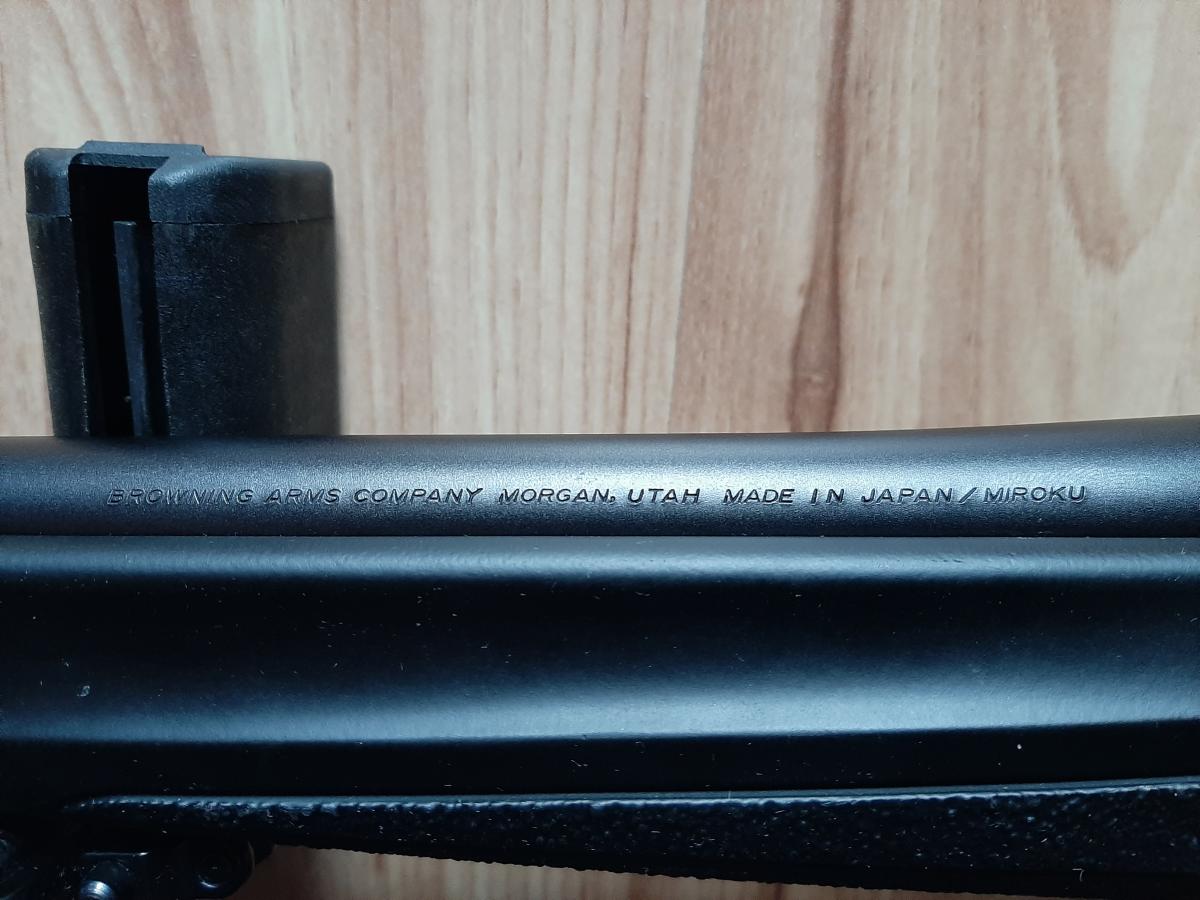 BROWNING ARMS COMPANY MORGAN, UTAH MADE IN JAPAN/MIROKU